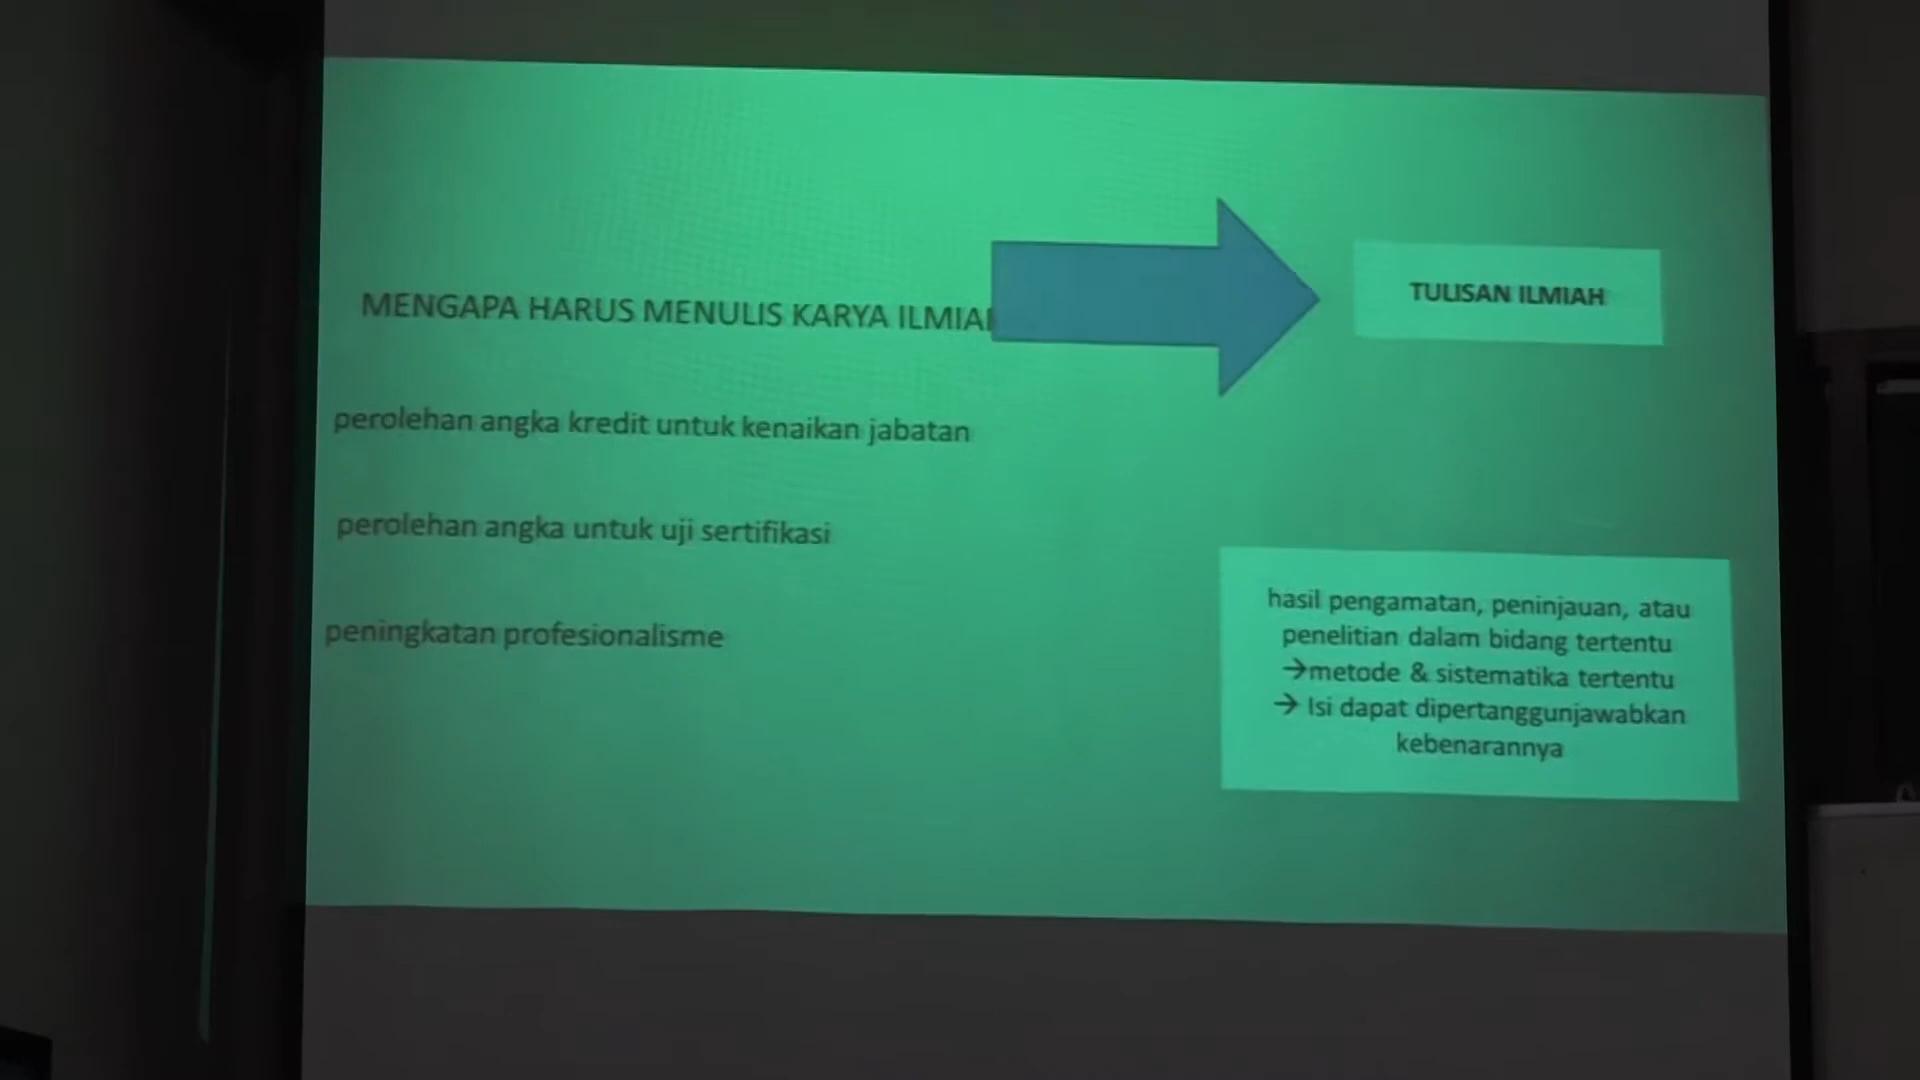 MENGAPA HARUS MENULIS KARYA ILMIAH
TULISAN ILMIAH
perolehan angka kredit untuk kenaikan jabatan
perolehan angka untuk uji sertifikasi
peningkatan profesionalisme
hasil pengamatan, peninjauan, atau
penelitian dalam bidang tertentu
→metode & sistematika tertentu
→ Isi dapat dipertanggunjawabkan
kebenarannya